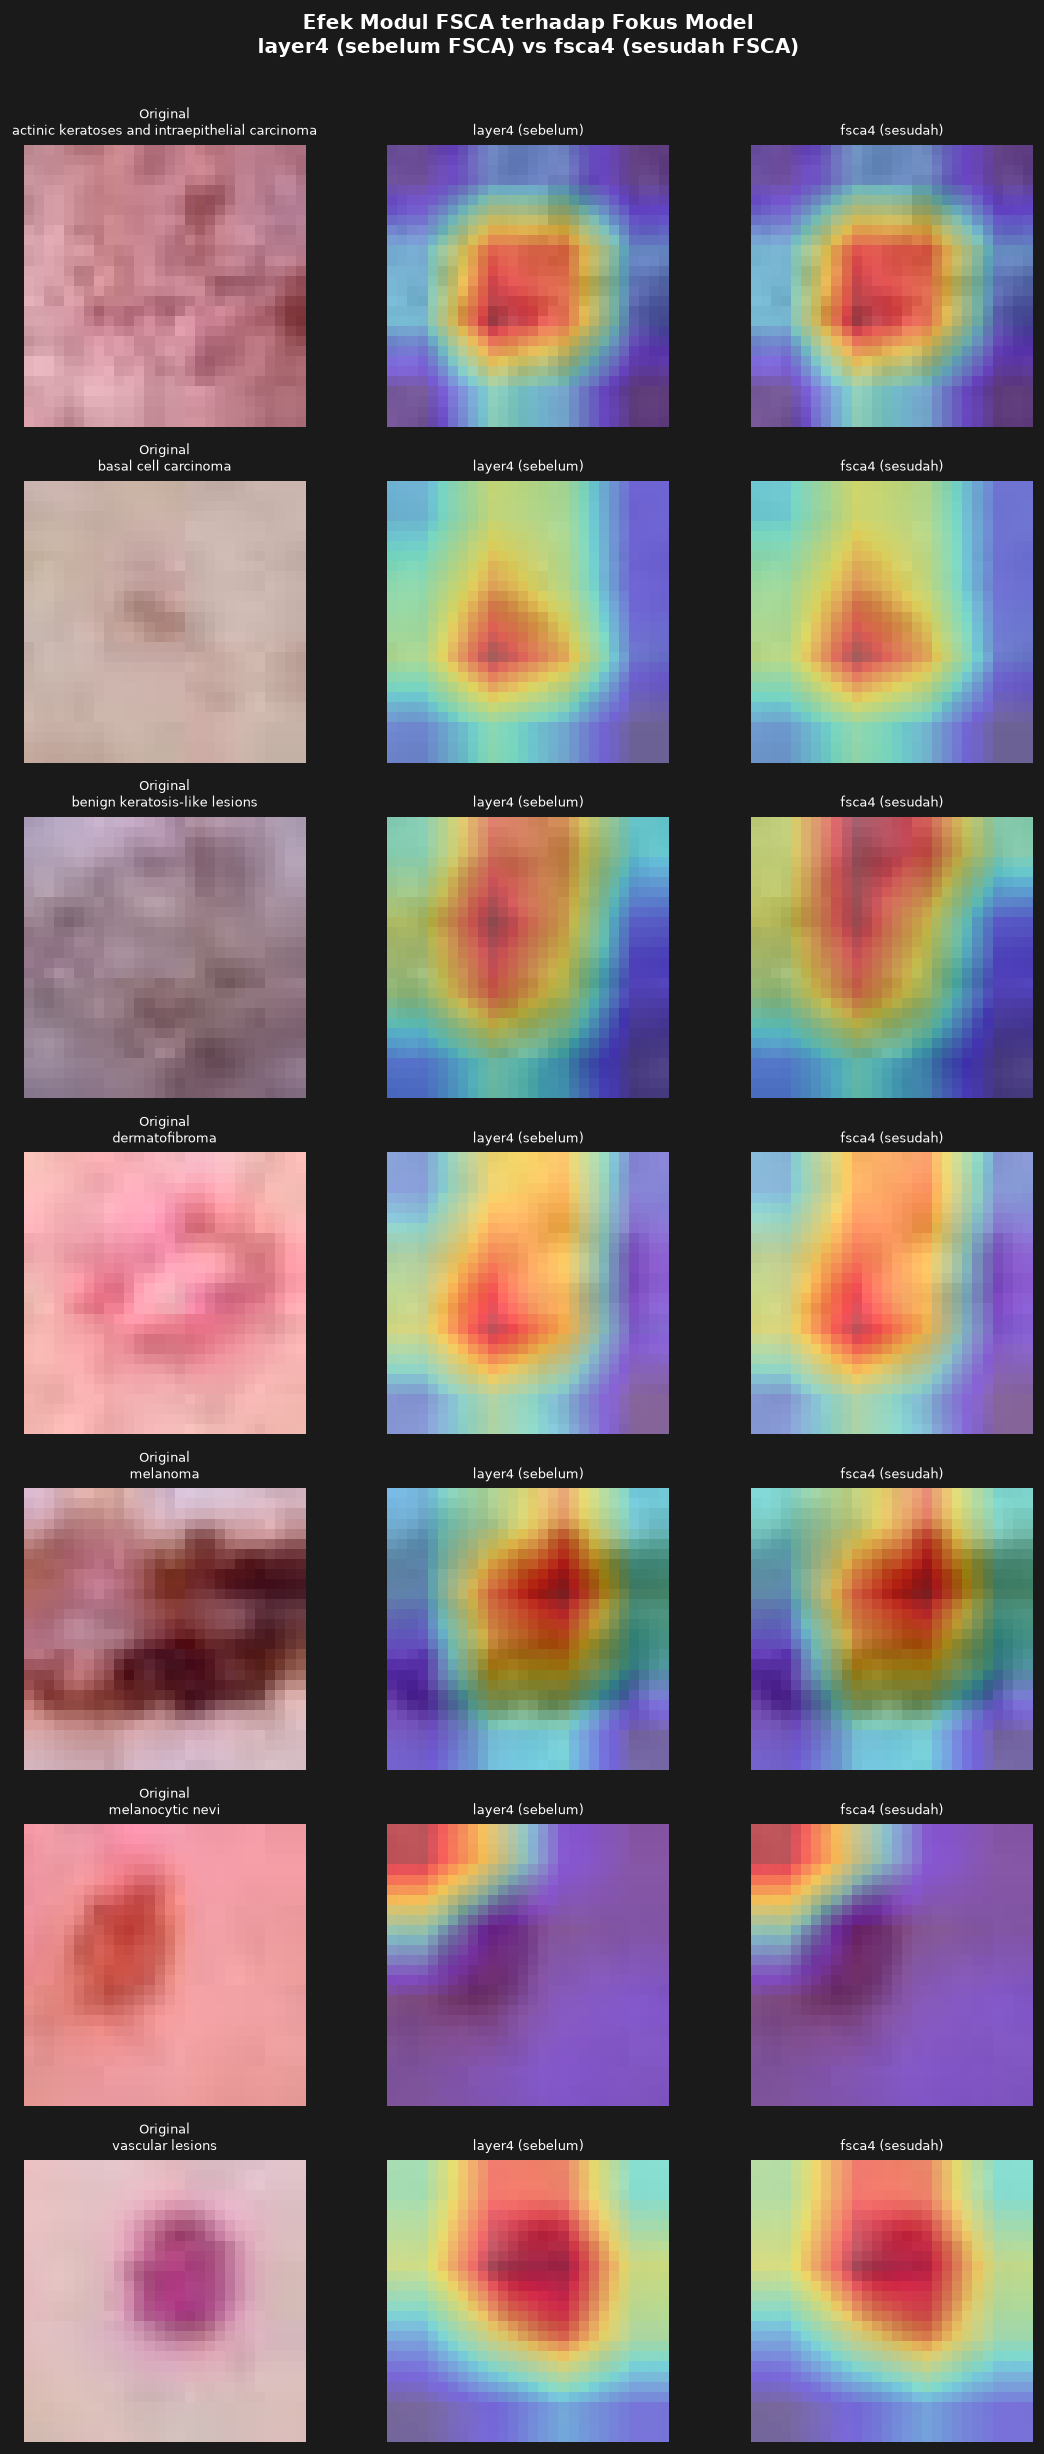 Efek Modul FSCA terhadap Fokus Model
layer4 (sebelum FSCA) vs fsca4 (sesudah FSCA)
Original
actinic keratoses and intraepithelial carcinoma
layer4 (sebelum)
fsca4 (sesudah)
Original
basal cell carcinoma
layer4 (sebelum)
fsca4 (sesudah)
Original
benign keratosis-like lesions
layer4 (sebelum)
fsca4 (sesudah)
Original
dermatofibroma
layer4 (sebelum)
fsca4 (sesudah)
Original
melanoma
layer4 (sebelum)
fsca4 (sesudah)
Original
melanocytic nevi
layer4 (sebelum)
fsca4 (sesudah)
Original
vascular lesions
layer4 (sebelum)
fsca4 (sesudah)